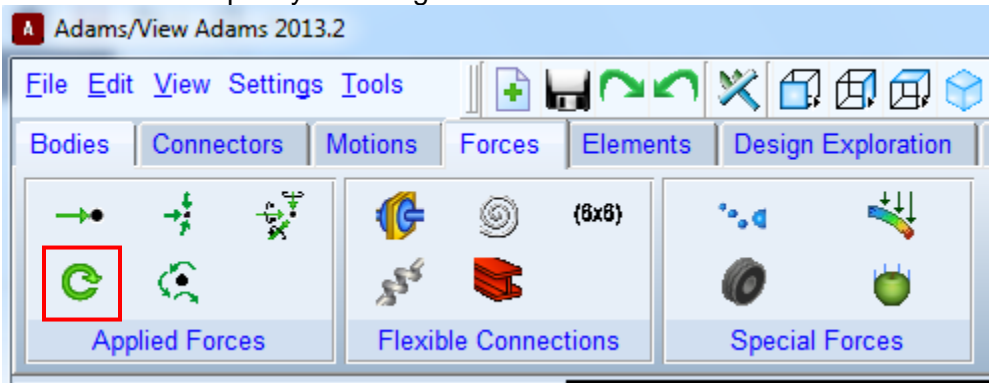 Adams/View Adams 2013.2
File Edit View Settings Tools
Bodies Connectors Motions Forces Elements Design Exploration
(6x6)
Applied Forces Flexible Connections Special Forces